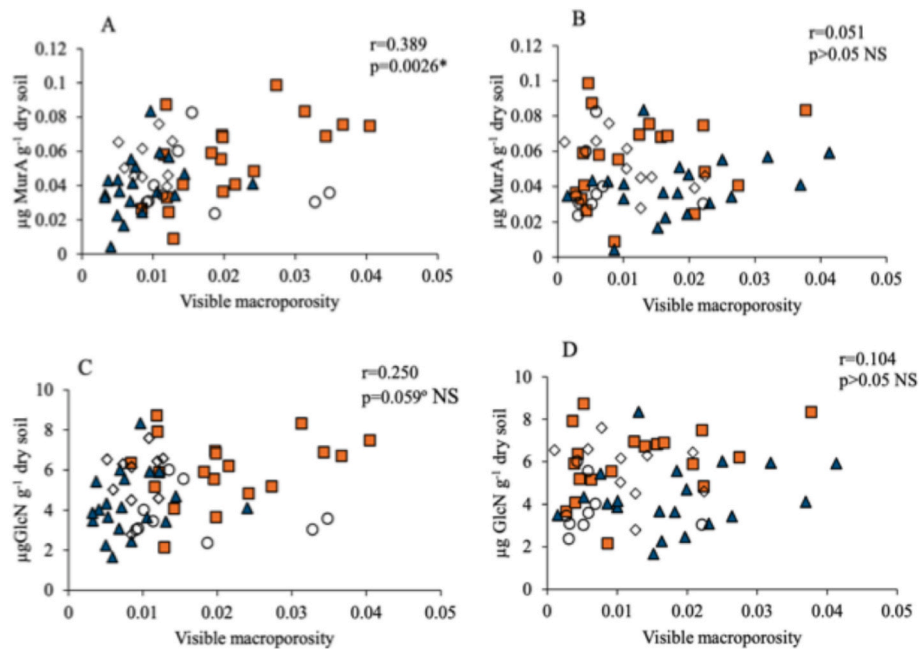 A
r=0.389
p=0.0026*
µg MurA g⁻¹ dry soil
0.12
0.1
0.08
0.06
0.04
0.02
0
0 0.01 0.02 0.03 0.04 0.05
Visible macroporosity
B
r=0.051
p>0.05 NS
µg MurA g⁻¹ dry soil
0.12
0.1
0.08
0.06
0.04
0.02
0
0 0.01 0.02 0.03 0.04 0.05
Visible macroporosity
C
r=0.250
p=0.059° NS
µgGlcN g⁻¹ dry soil
10
8
6
4
2
0
0 0.01 0.02 0.03 0.04 0.05
Visible macroporosity
D
r=0.104
p>0.05 NS
µg GlcN g⁻¹ dry soil
10
8
6
4
2
0
0 0.01 0.02 0.03 0.04 0.05
Visible macroporosity